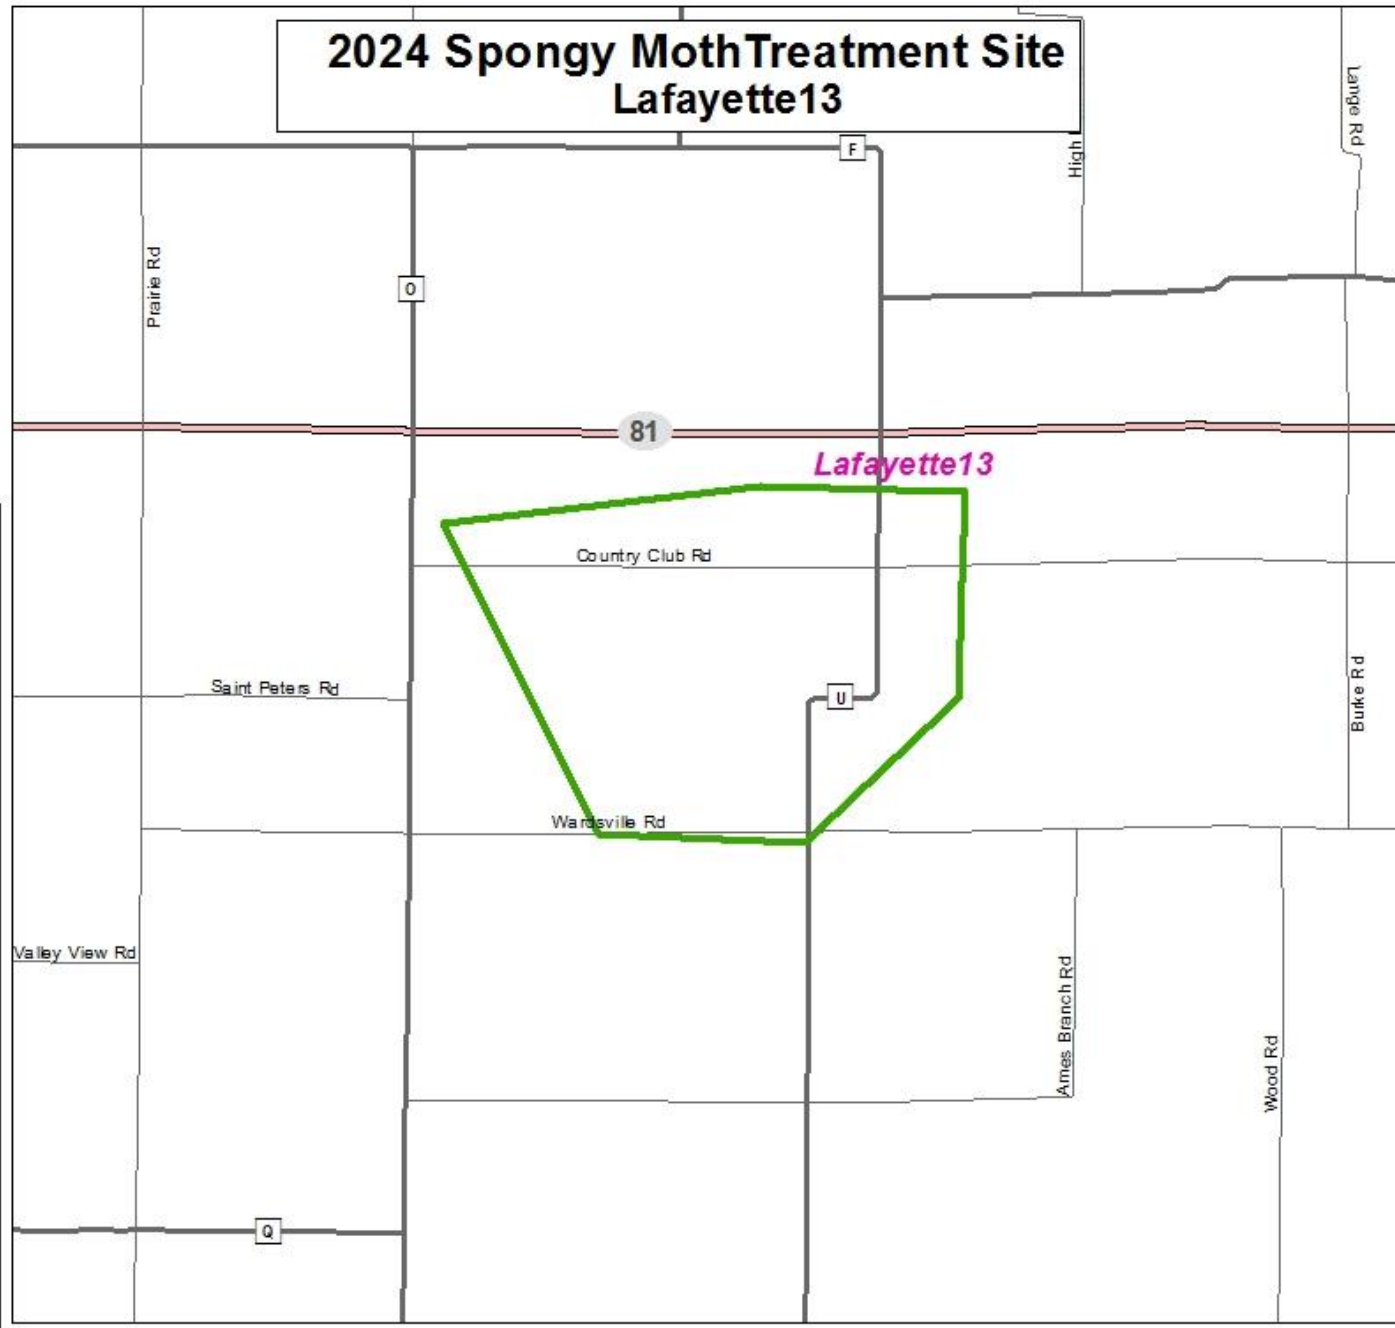 2024 Spongy MothTreatment Site
Lafayette13
Lange Rd
High
F
Prairie Rd
O
81
Lafayette13
Country Club Rd
Saint Peters Rd
U
Burke Rd
Wardsville Rd
Valley View Rd
Ames Branch Rd
Wood Rd
Q